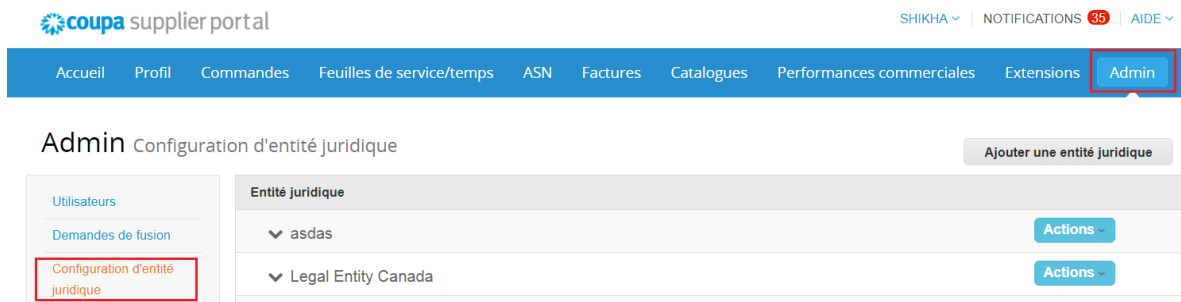 coupa supplier portal
SHIKHA NOTIFICATIONS 35 AIDE
Accueil Profil Commandes Feuilles de service/temps ASN Factures Catalogues Performances commerciales Extensions Admin
Admin Configuration d'entité juridique
Ajouter une entité juridique
Utilisateurs
Demandes de fusion
Configuration d'entité
juridique
Entité juridique
asdas Actions
Legal Entity Canada Actions